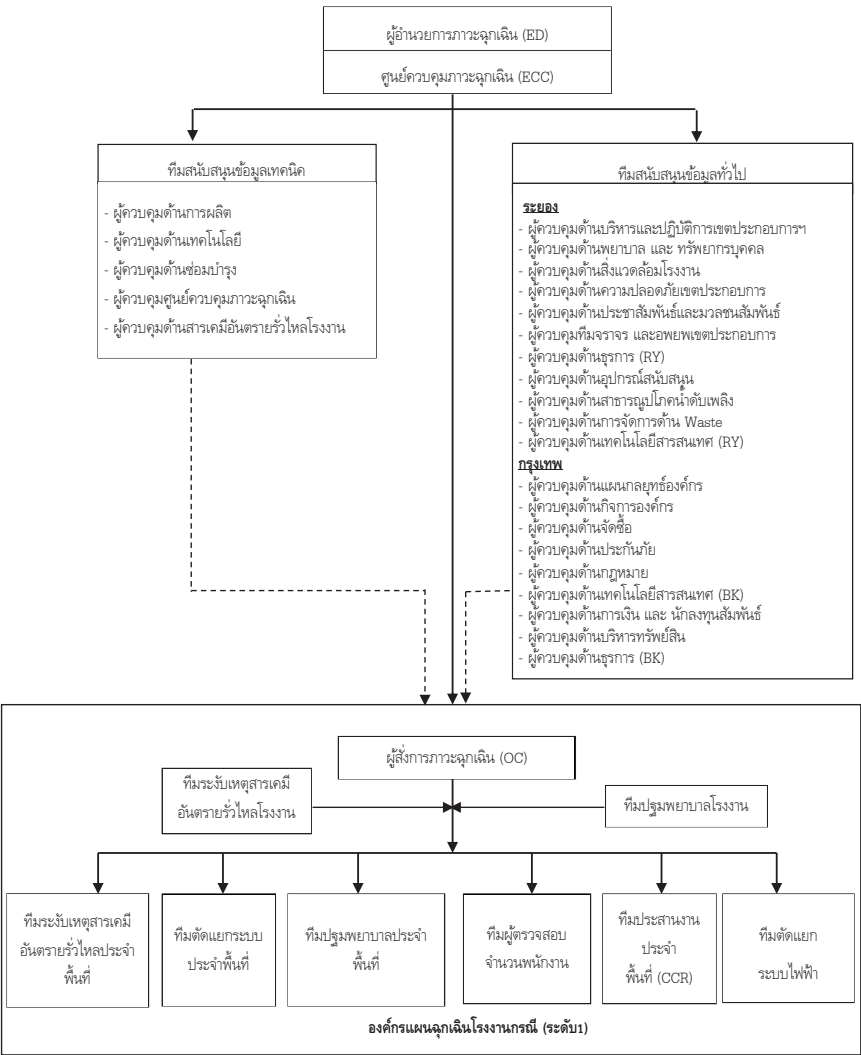 ผู้อำนวยการภาวะฉุกเฉิน (ED)
ศูนย์ควบคุมภาวะฉุกเฉิน (ECC)
ทีมสนับสนุนข้อมูลเทคนิค
- ผู้ควบคุมด้านการผลิต
- ผู้ควบคุมด้านเทคโนโลยี
- ผู้ควบคุมด้านซ่อมบำรุง
- ผู้ควบคุมศูนย์ควบคุมภาวะฉุกเฉิน
- ผู้ควบคุมด้านสารเคมีอันตรายรั่วไหลโรงงาน
ทีมสนับสนุนข้อมูลทั่วไป
ระยอง
- ผู้ควบคุมด้านบริหารและปฏิบัติการเขตประกอบการฯ
- ผู้ควบคุมด้านพยาบาล และ ทรัพยากรบุคคล
- ผู้ควบคุมด้านสิ่งแวดล้อมโรงงาน
- ผู้ควบคุมด้านความปลอดภัยเขตประกอบการ
- ผู้ควบคุมด้านประชาสัมพันธ์และมวลชนสัมพันธ์
- ผู้ควบคุมทีมจราจร และอพยพเขตประกอบการ
- ผู้ควบคุมด้านธุรการ (RY)
- ผู้ควบคุมด้านอุปกรณ์สนับสนุน
- ผู้ควบคุมด้านสาธารณูปโภคน้ำดับเพลิง
- ผู้ควบคุมด้านการจัดการด้าน Waste
- ผู้ควบคุมด้านเทคโนโลยีสารสนเทศ (RY)
กรุงเทพ
- ผู้ควบคุมด้านแผนกลยุทธ์องค์กร
- ผู้ควบคุมด้านกิจการองค์กร
- ผู้ควบคุมด้านจัดซื้อ
- ผู้ควบคุมด้านประกันภัย
- ผู้ควบคุมด้านกฎหมาย
- ผู้ควบคุมด้านเทคโนโลยีสารสนเทศ (BK)
- ผู้ควบคุมด้านการเงิน และ นักลงทุนสัมพันธ์
- ผู้ควบคุมด้านบริหารทรัพย์สิน
- ผู้ควบคุมด้านธุรการ (BK)
ผู้สั่งการภาวะฉุกเฉิน (OC)
ทีมระงับเหตุสารเคมี
อันตรายรั่วไหลโรงงาน
ทีมปฐมพยาบาลโรงงาน
ทีมระงับเหตุสารเคมี
อันตรายรั่วไหลประจำ
พื้นที่
ทีมตัดแยกระบบ
ประจำพื้นที่
ทีมปฐมพยาบาลประจำ
พื้นที่
ทีมผู้ตรวจสอบ
จำนวนพนักงาน
ทีมประสานงาน
ประจำ
พื้นที่ (CCR)
ทีมตัดแยก
ระบบไฟฟ้า
องค์กรแผนฉุกเฉินโรงงานกรณี (ระดับ1)